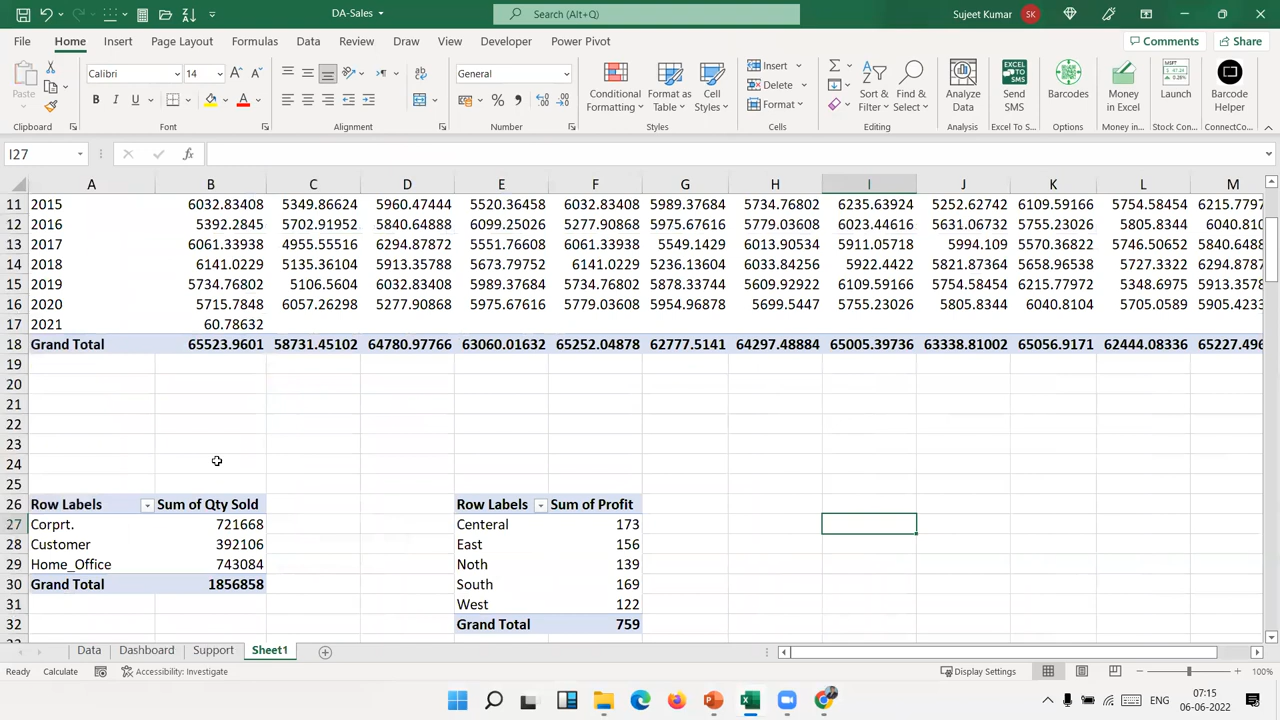 DA-Sales
Search (Alt+Q)
Sujeet Kumar
SK
File Home Insert Page Layout Formulas Data Review View Draw Developer Power Pivot
Comments Share
Paste
Calibri 14
B I U
General
Conditional Formatting
Format as Table
Cell Styles
Insert
Delete
Format
Sort & Filter
Find & Select
Analyze Data
Send SMS
Barcodes
Money in Excel
Launch
Barcode Helper
Clipboard Font Alignment Number Styles Cells Editing Analysis Excel To S... Options Money in... Stock Con... ConnectCo...
I27
A B C D E F G H I J K L M
11 2015 6032.83408 5349.86624 5960.47444 5520.36458 6032.83408 5989.37684 5734.76802 6235.63924 5252.62742 6109.59166 5754.58454 6215.7797
12 2016 5392.2845 5702.91952 5840.64888 6099.25026 5277.90868 5975.67616 5779.03608 6023.44616 5631.06732 5755.23026 5805.8344 6040.810
13 2017 6061.33938 4955.55516 6294.87872 5551.76608 6061.33938 5549.1429 6013.90534 5911.05718 5994.109 5570.36822 5746.50652 5840.6488
14 2018 6141.0229 5135.36104 5913.35788 5673.79752 6141.0229 5236.13604 6033.84256 5922.4422 5821.87364 5658.96538 5727.3322 6294.8787
15 2019 5734.76802 5106.5604 6032.83408 5989.37684 5734.76802 5878.33744 5609.92922 6109.59166 5754.58454 6215.77972 5348.6975 5913.3578
16 2020 5715.7848 6057.26298 5277.90868 5975.67616 5779.03608 5954.96878 5699.5447 5755.23026 5805.8344 6040.8104 5705.0589 5905.4233
17 2021 60.78632
18 Grand Total 65523.9601 58731.45102 64780.97766 63060.01632 65252.04878 62777.5141 64297.48884 65005.39736 63338.81002 65056.9171 62444.08336 65227.496
19
20
21
22
23
24
25
26 Row Labels Sum of Qty Sold Row Labels Sum of Profit
27 Corprt. 721668 Centeral 173
28 Customer 392106 East 156
29 Home_Office 743084 Noth 139
30 Grand Total 1856858 South 169
31 West 122
32 Grand Total 759
Data Dashboard Support Sheet1
Ready Calculate Accessibility: Investigate Display Settings 100%
ENG
07:15
06-06-2022